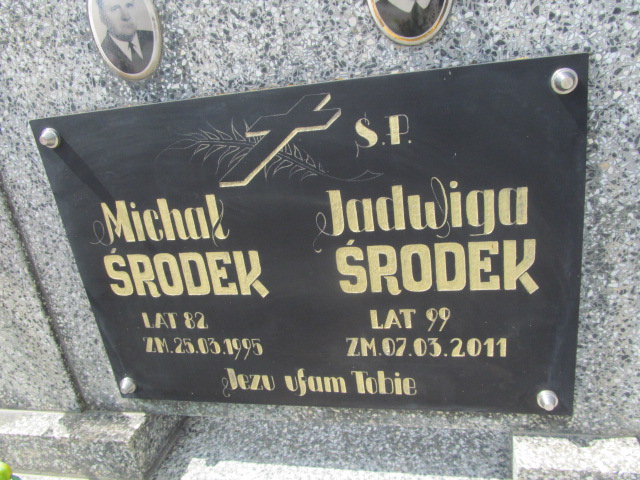 Ś.P.
Michał
ŚRODEK
LAT 82
ZM.25.03.1995
Jadwiga
ŚRODEK
LAT 99
ZM.07.03.2011
Jezu ufam Tobie